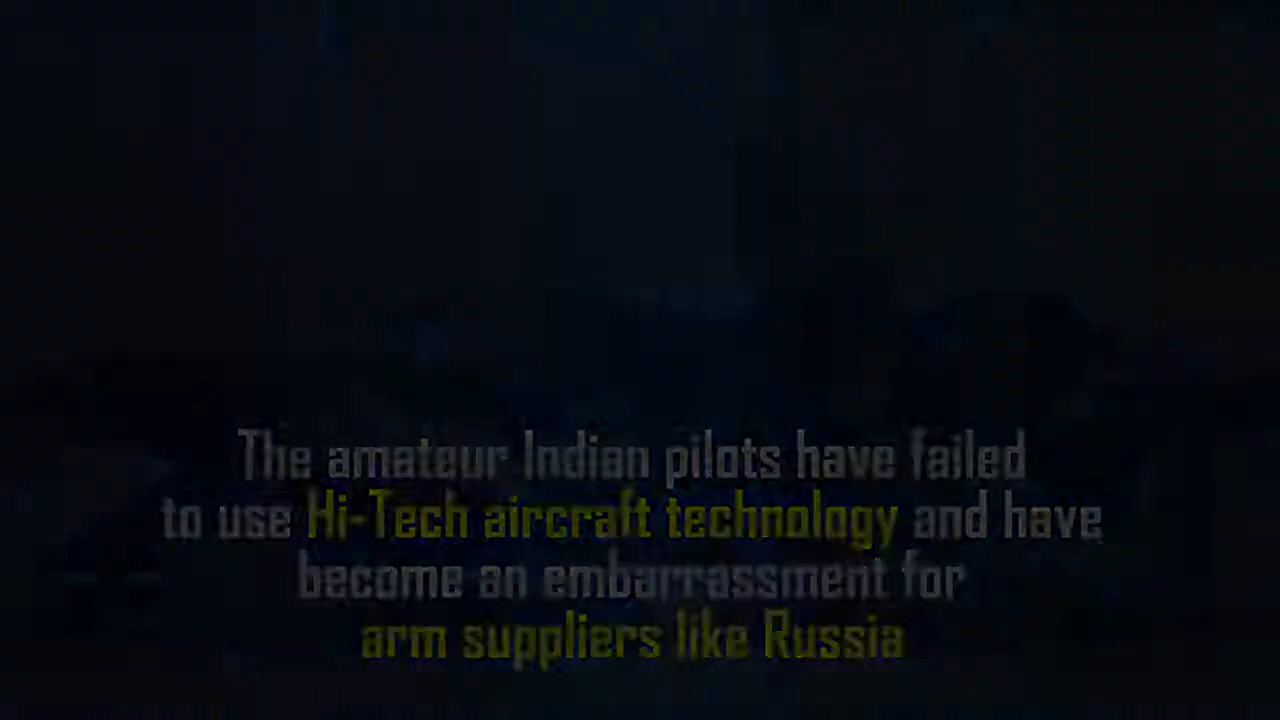 The amateur Indian pilots have failed
to use Hi-Tech aircraft technology and have
become an embarrassment for
arm suppliers like Russia